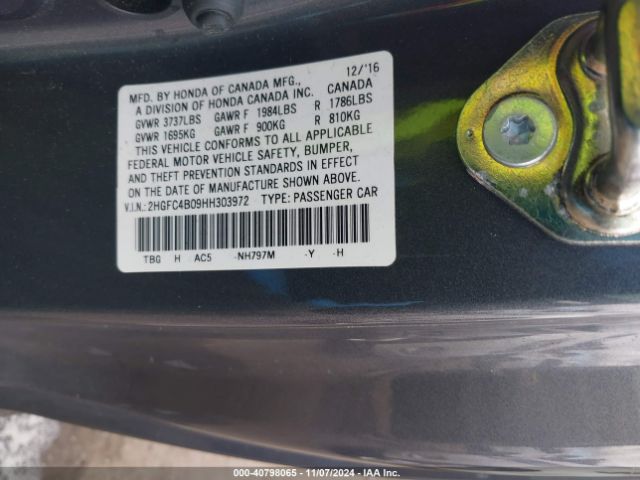 MFD. BY HONDA OF CANADA MFG., 12/'16
A DIVISION OF HONDA CANADA INC. CANADA
GVWR 3737LBS GAWR F 1984LBS R 1786LBS
GVWR 1695KG GAWR F 900KG R 810KG
THIS VEHICLE CONFORMS TO ALL APPLICABLE
FEDERAL MOTOR VEHICLE SAFETY, BUMPER,
AND THEFT PREVENTION STANDARDS IN EFFECT
ON THE DATE OF MANUFACTURE SHOWN ABOVE.
V.I.N.: 2HGFC4B09HH303972 TYPE: PASSENGER CAR
TBG H AC5 -NH797M -Y -H
000-40798065 - 11/07/2024 - IAA Inc.